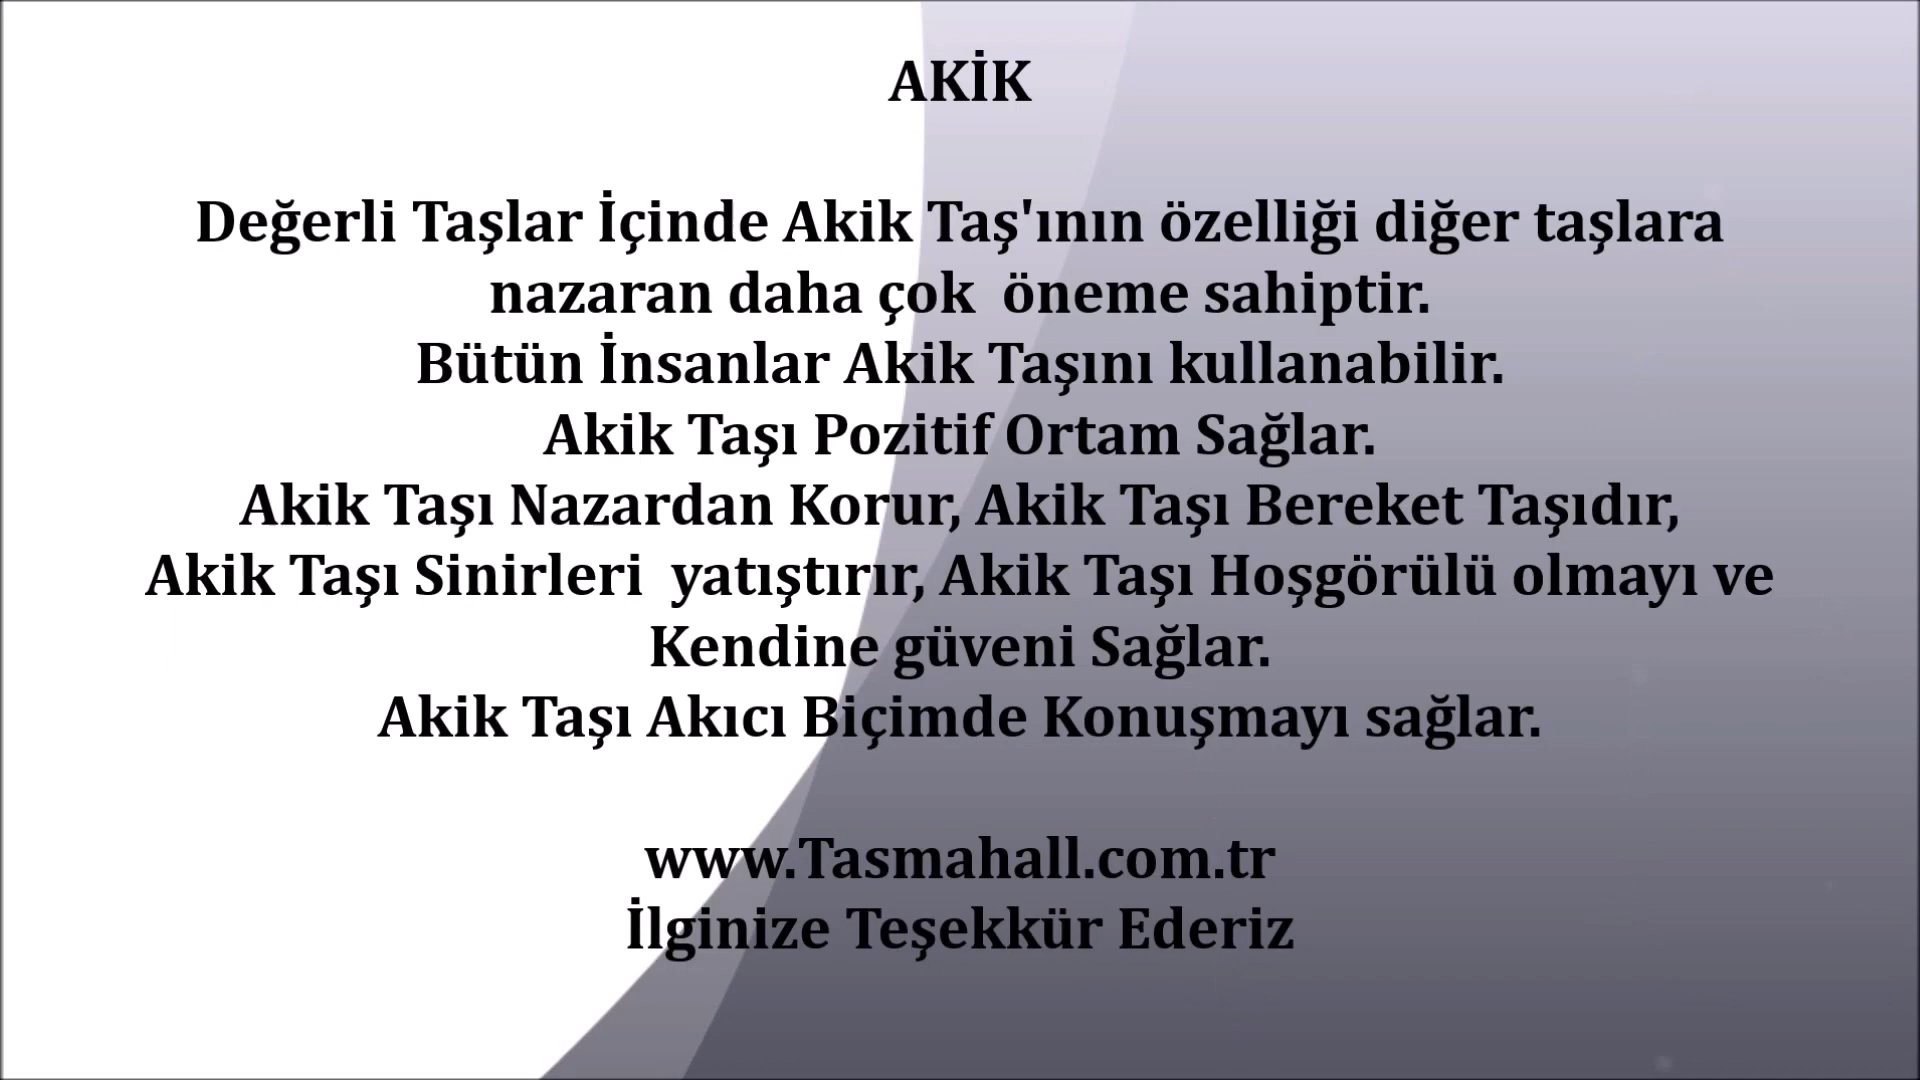 AKİK
Değerli Taşlar İçinde Akik Taş'ının özelliği diğer taşlara
nazaran daha çok  öneme sahiptir.
Bütün İnsanlar Akik Taşını kullanabilir.
Akik Taşı Pozitif Ortam Sağlar.
Akik Taşı Nazardan Korur, Akik Taşı Bereket Taşıdır,
Akik Taşı Sinirleri  yatıştırır, Akik Taşı Hoşgörülü olmayı ve
Kendine güveni Sağlar.
Akik Taşı Akıcı Biçimde Konuşmayı sağlar.
www.Tasmahall.com.tr
İlginize Teşekkür Ederiz